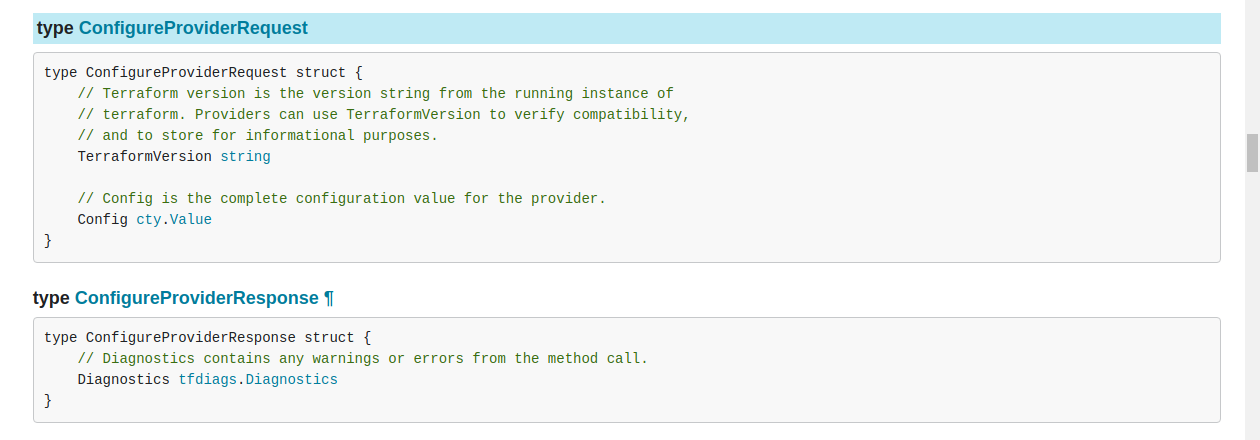 type ConfigureProviderRequest
type ConfigureProviderRequest struct {
    // Terraform version is the version string from the running instance of
    // terraform. Providers can use TerraformVersion to verify compatibility,
    // and to store for informational purposes.
    TerraformVersion string
    // Config is the complete configuration value for the provider.
    Config cty.Value
}
type ConfigureProviderResponse ¶
type ConfigureProviderResponse struct {
    // Diagnostics contains any warnings or errors from the method call.
    Diagnostics tfdiags.Diagnostics
}